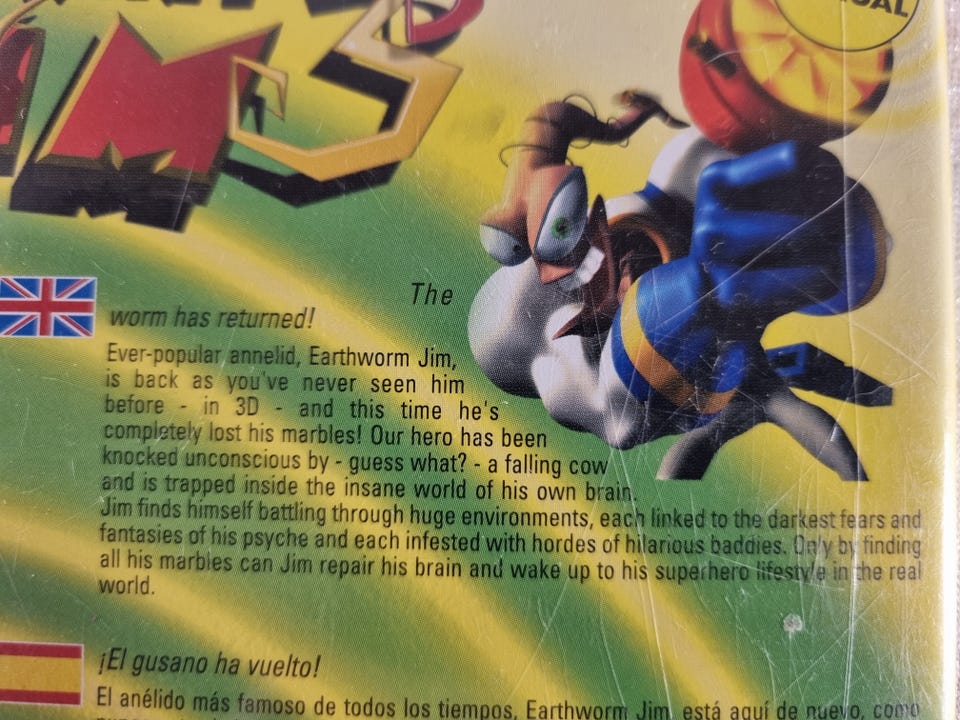 The
worm has returned!
Ever-popular annelid, Earthworm Jim,
is back as you've never seen him
before - in 3D - and this time he's
completely lost his marbles! Our hero has been
knocked unconscious by - guess what? - a falling cow
and is trapped inside the insane world of his own brain.
Jim finds himself battling through huge environments, each linked to the darkest fears and
fantasies of his psyche and each infested with hordes of hilarious baddies. Only by finding
all his marbles can Jim repair his brain and wake up to his superhero lifestyle in the real
world.
¡El gusano ha vuelto!
El anélido más famoso de todos los tiempos, Earthworm Jim, está aquí de nuevo, como